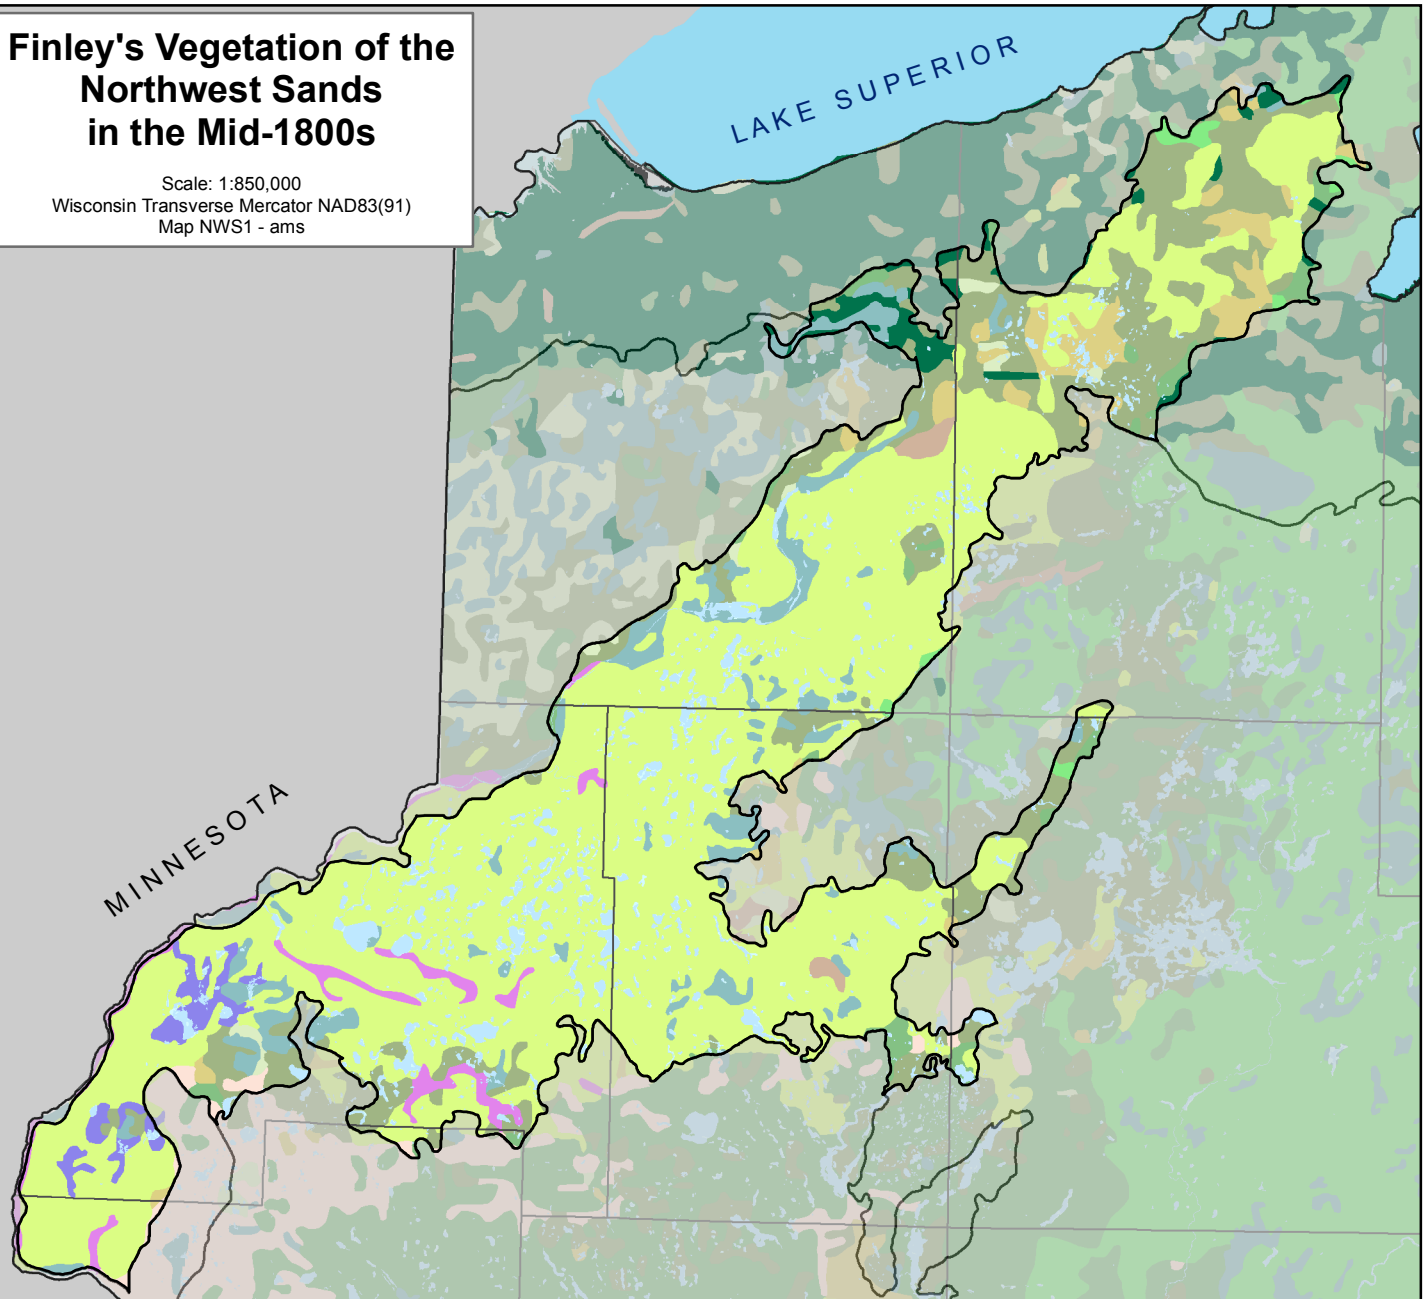 Finley's Vegetation of the
Northwest Sands
in the Mid-1800s
Scale: 1:850,000
Wisconsin Transverse Mercator NAD83(91)
Map NWS1 - ams
LAKE SUPERIOR
MINNESOTA